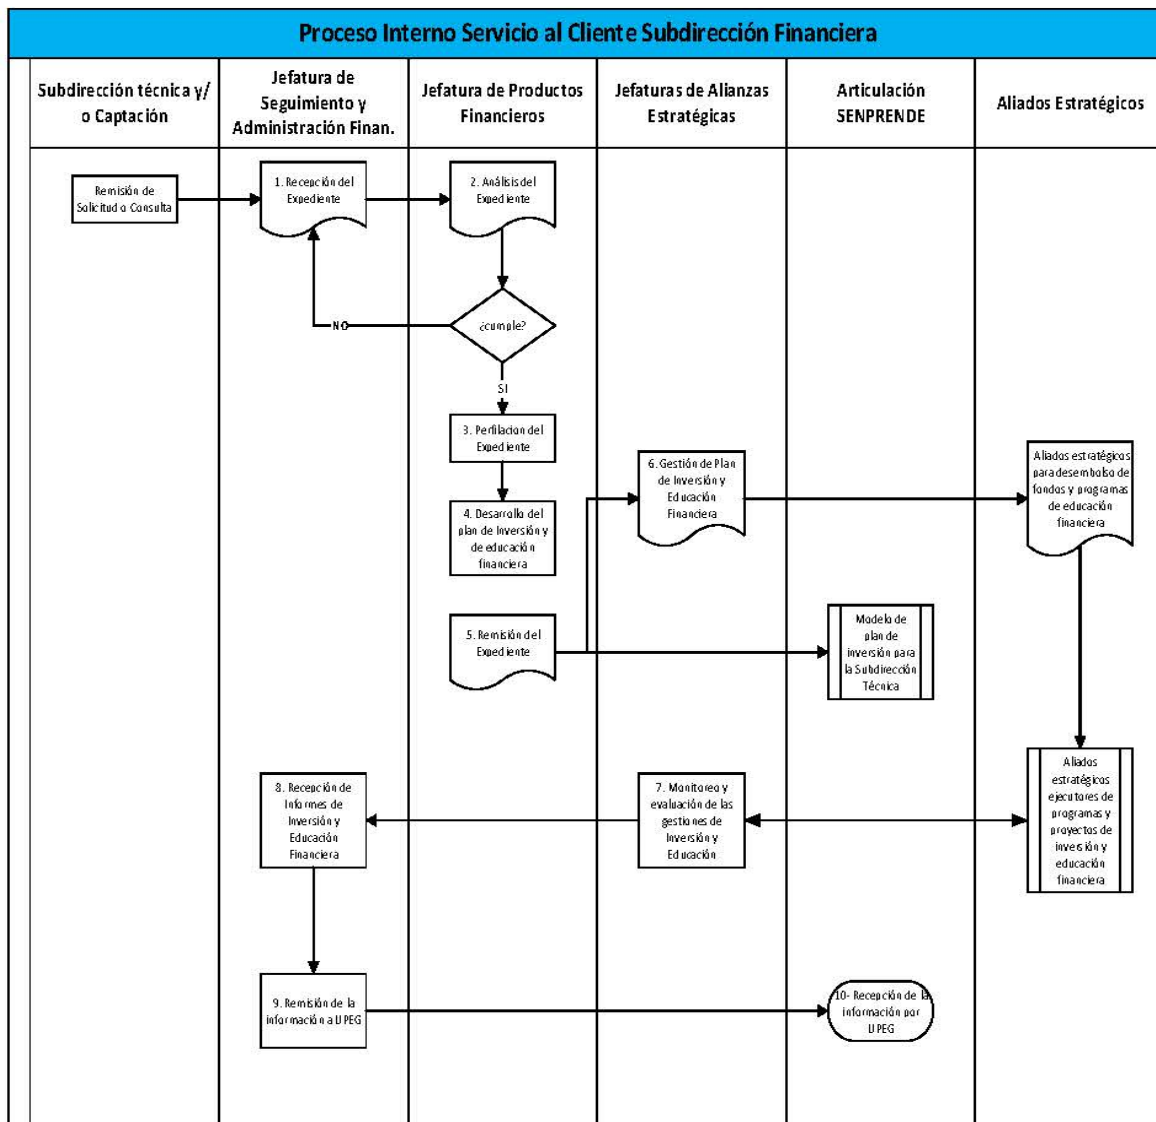 Proceso Interno Servicio al Cliente Subdirección Financiera
Subdirección técnica y/
o Captación
Jefatura de
Seguimiento y
Administración Finan.
Jefatura de Productos
Financieros
Jefaturas de Alianzas
Estratégicas
Articulación
SENPRENDE
Aliados Estratégicos
Remisión de
Solicitud o Consulta
1. Recepción del
Expediente
2. Análisis del
Expediente
¿cumple?
NO
SI
3. Perfilacion del
Expediente
4. Desarrollo del
plan de Inversión y
de educación
financiera
6. Gestión de Plan
de Inversión y
Educación
Financiera
Aliados estratégicos
para desembolso de
fondos y programas
de educación
financiera
5. Remisión del
Expediente
Modelo de
plan de
inversión para
la Subdirección
Técnica
8. Recepción de
Informes de
Inversión y
Educación
Financiera
7. Monitoreo y
evaluación de las
gestiones de
Inversión y
Educación
Aliados
estratégicos
ejecutores de
programas y
proyectos de
inversión y
educación
financiera
9. Remisión de la
información a UPEG
10- Recepción de la
información por
UPEG